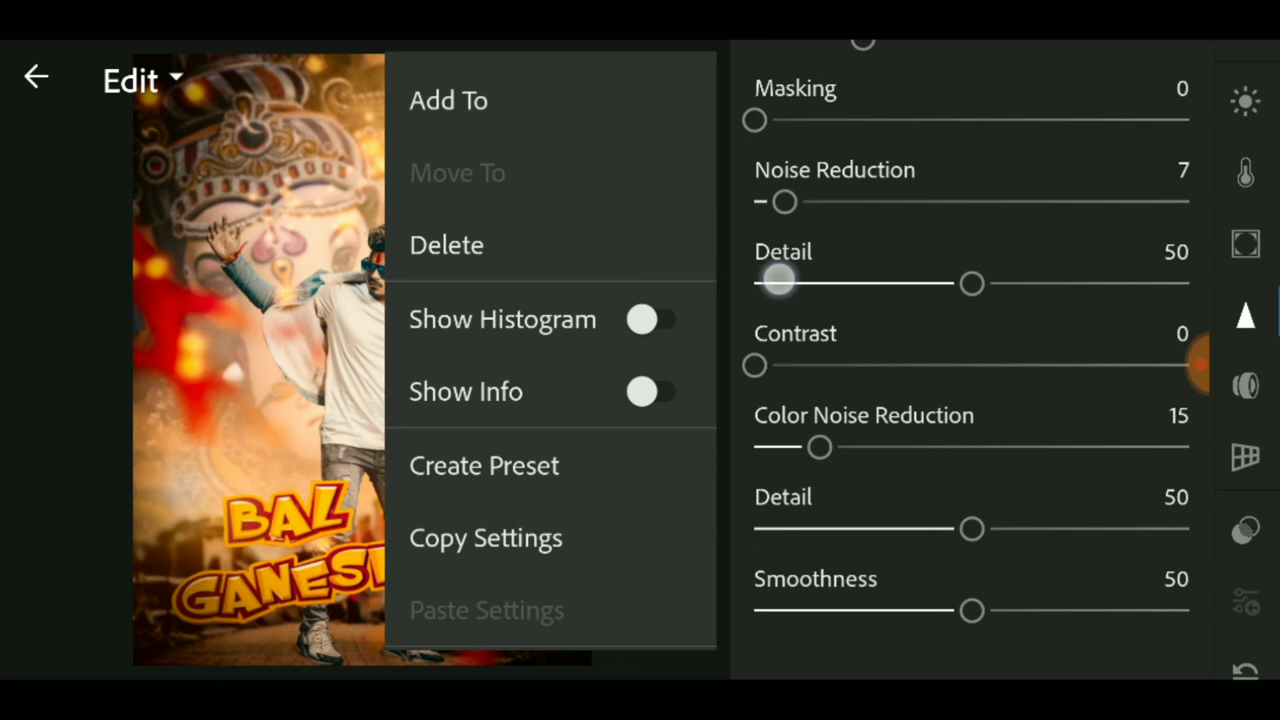 Edit
Add To
Move To
Delete
Show Histogram
Show Info
Create Preset
Copy Settings
Paste Settings
BAL
GANESH
Masking 0
Noise Reduction 7
Detail 50
Contrast 0
Color Noise Reduction 15
Detail 50
Smoothness 50